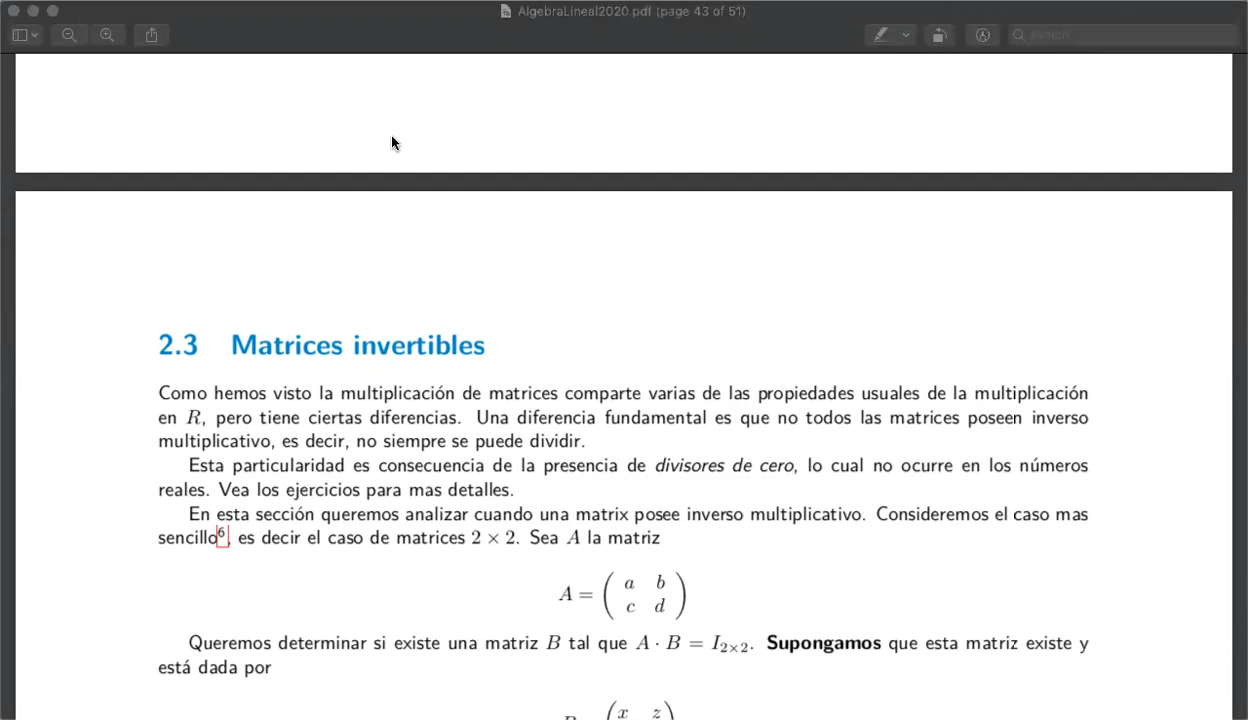 AlgebraLineal2020.pdf (page 43 of 51)
Search
2.3 Matrices invertibles
Como hemos visto la multiplicación de matrices comparte varias de las propiedades usuales de la multiplicación
en R, pero tiene ciertas diferencias. Una diferencia fundamental es que no todos las matrices poseen inverso
multiplicativo, es decir, no siempre se puede dividir.
Esta particularidad es consecuencia de la presencia de divisores de cero, lo cual no ocurre en los números
reales. Vea los ejercicios para mas detalles.
En esta sección queremos analizar cuando una matrix posee inverso multiplicativo. Consideremos el caso mas
sencillo⁶, es decir el caso de matrices 2 × 2. Sea A la matriz
A = ( a b
c d )
Queremos determinar si existe una matriz B tal que A · B = I₂ₓ₂. Supongamos que esta matriz existe y
está dada por
( x z )